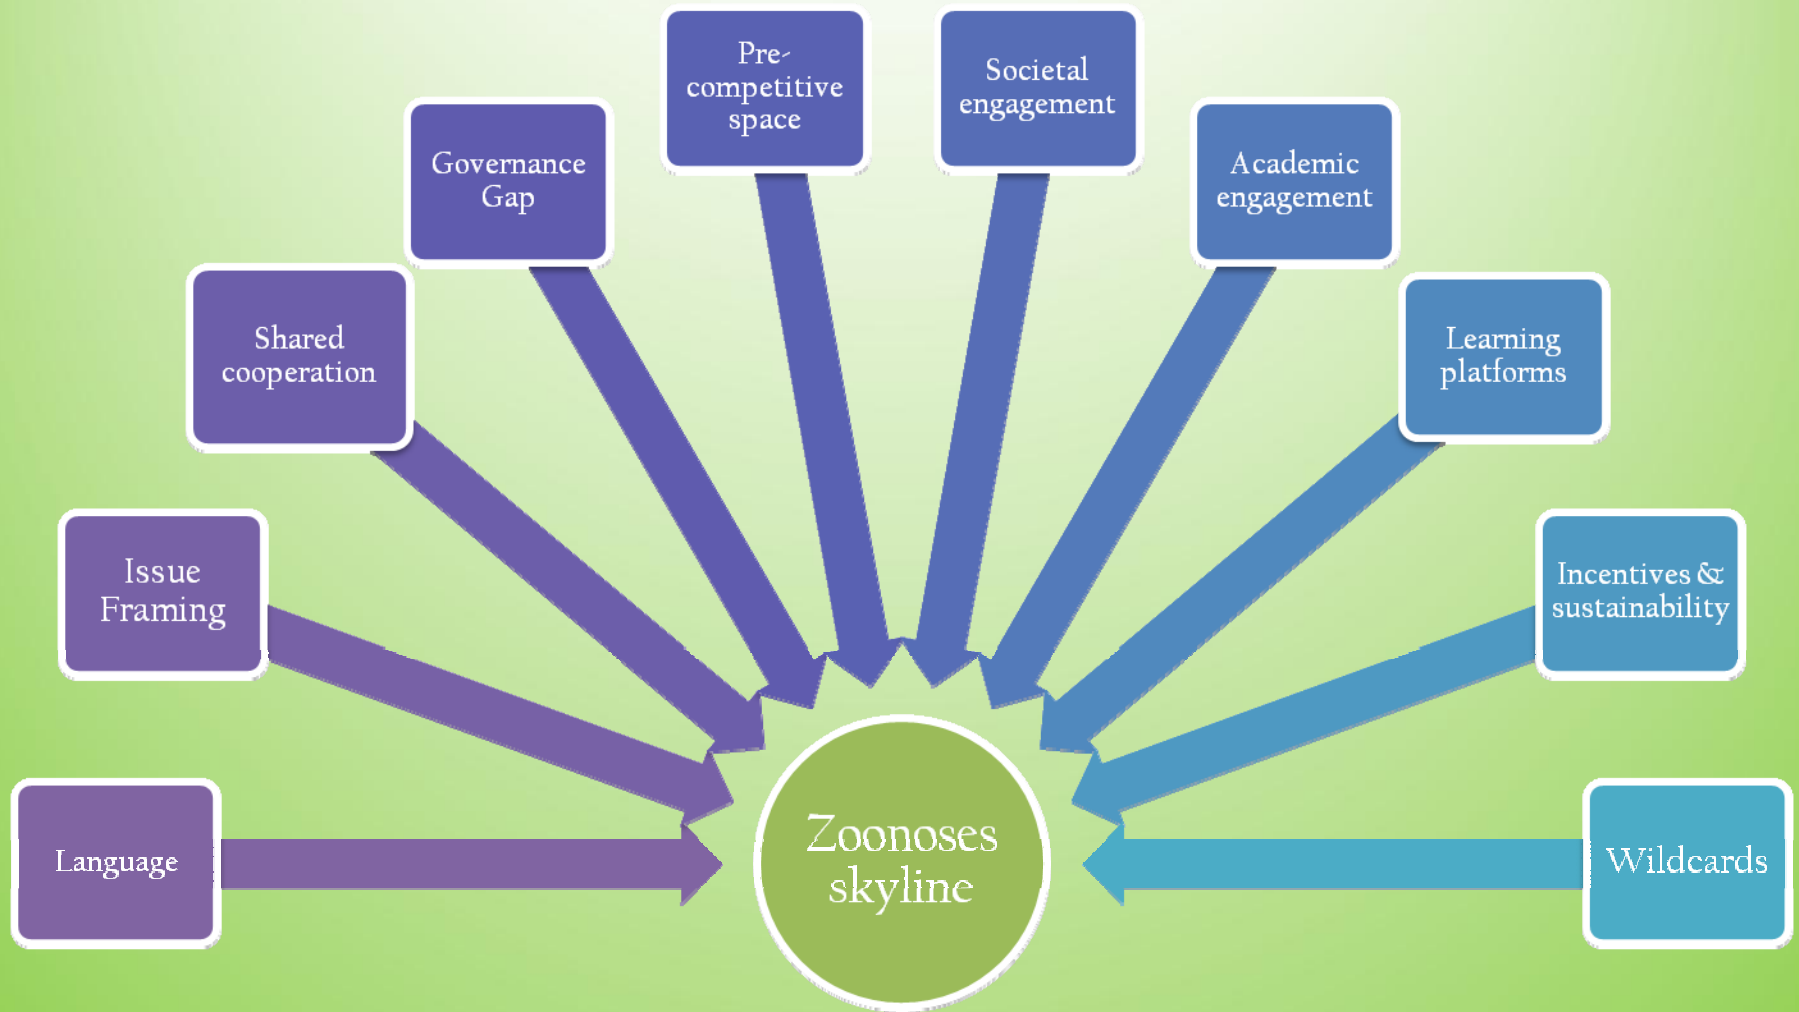 Pre-
competitive
space
Societal
engagement
Governance
Gap
Academic
engagement
Shared
cooperation
Learning
platforms
Issue
Framing
Incentives &
sustainability
Language
Zoonoses
skyline
Wildcards